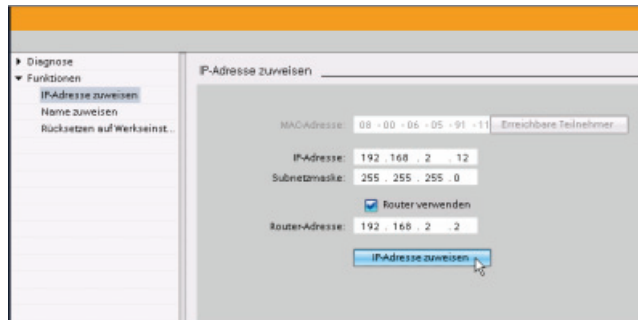 Diagnose
Funktionen
IP-Adresse zuweisen
Name zuweisen
Rücksetzen auf Werkseinst...
IP-Adresse zuweisen
MAC-Adresse: 08 - 00 - 06 - 05 - 91 - 11 Erreichbare Teilnehmer
IP-Adresse: 192 . 168 . 2 . 12
Subnetzmaske: 255 . 255 . 255 . 0
Router verwenden
Router-Adresse: 192 . 168 . 2 . 2
IP-Adresse zuweisen